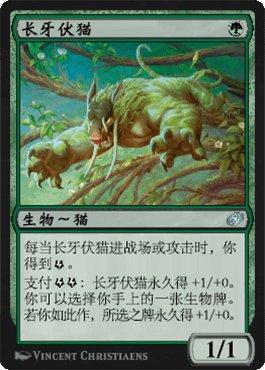 长牙伏猫
生物～猫
每当长牙伏猫进战场或攻击时，你
得到。
支付：长牙伏猫永久得 +1/+0。
你可以选择你手上的一张生物牌。
若你如此作，所选之牌永久得 +1/+0。
VINCENT CHRISTIAENS
1/1